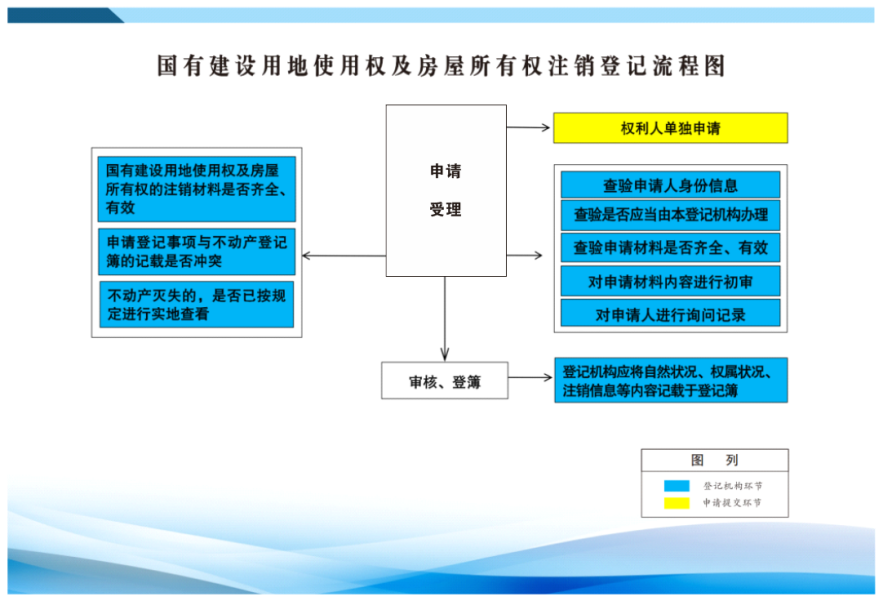 国有建设用地使用权及房屋所有权注销登记流程图
申请
受理
权利人单独申请
国有建设用地使用权及房屋
所有权的注销材料是否齐全、
有效
申请登记事项与不动产登记
簿的记载是否冲突
不动产灭失的，是否已按规
定进行实地查看
查验申请人身份信息
查验是否应当由本登记机构办理
查验申请材料是否齐全、有效
对申请材料内容进行初审
对申请人进行询问记录
审核、登簿
登记机构应将自然状况、权属状况、
注销信息等内容记载于登记簿
图 列
登记机构环节
申请提交环节